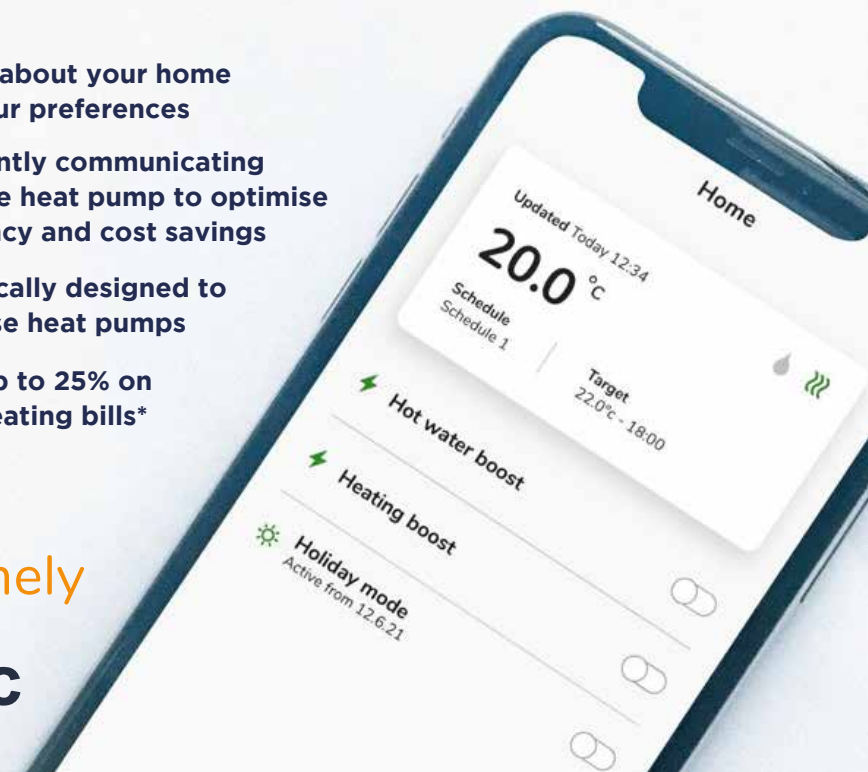 about your home
ur preferences
ntly communicating
e heat pump to optimise
ncy and cost savings
cally designed to
se heat pumps
p to 25% on
eating bills*
nely
c
Home
Updated Today 12:34
20.0 °C
Schedule
Schedule 1
Target
22.0°c - 18:00
Hot water boost
Heating boost
Holiday mode
Active from 12.6.21